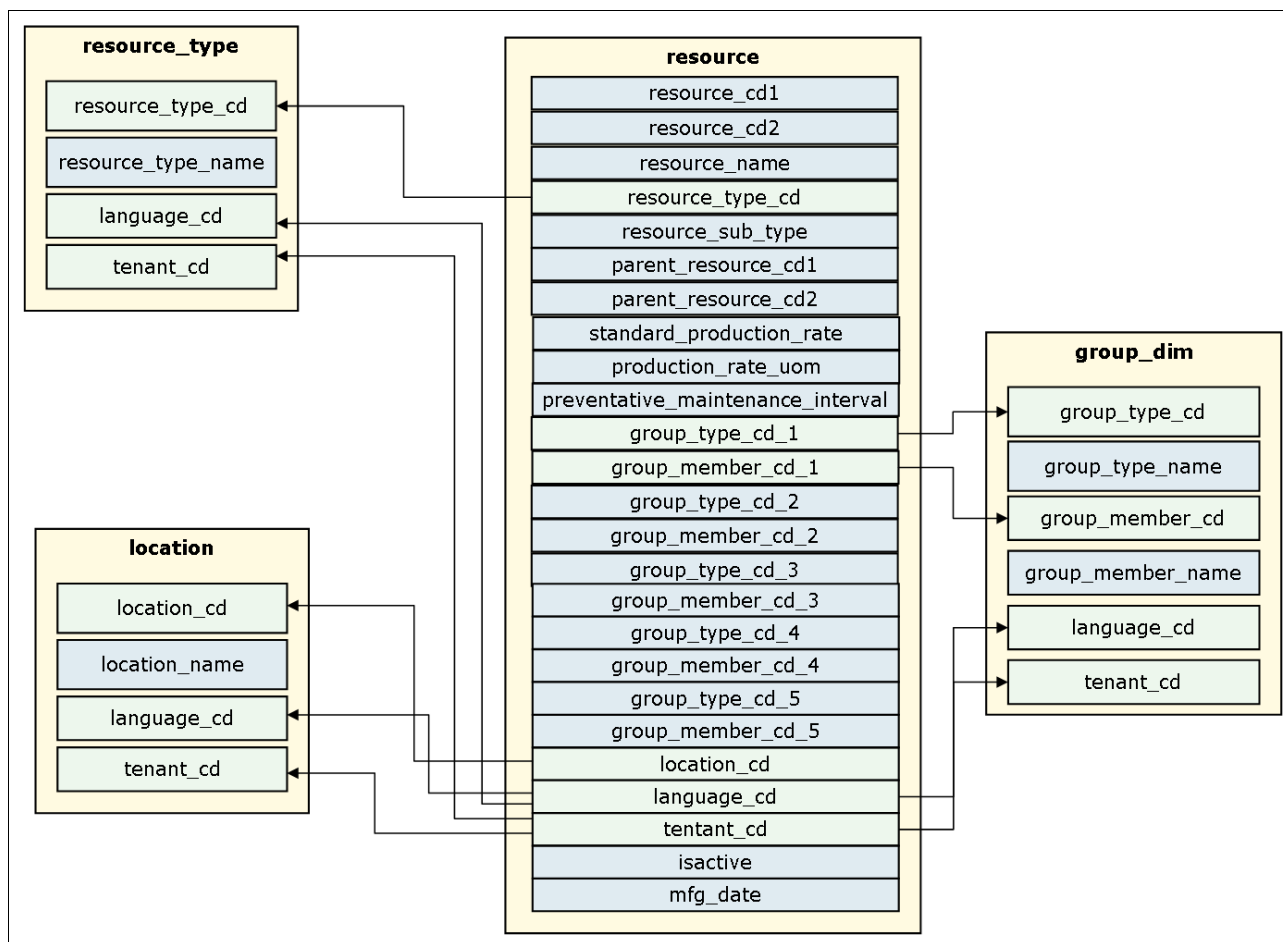 resource_type
resource_type_cd
resource_type_name
language_cd
tenant_cd
resource
resource_cd1
resource_cd2
resource_name
resource_type_cd
resource_sub_type
parent_resource_cd1
parent_resource_cd2
standard_production_rate
production_rate_uom
preventative_maintenance_interval
group_type_cd_1
group_member_cd_1
group_type_cd_2
group_member_cd_2
group_type_cd_3
group_member_cd_3
group_type_cd_4
group_member_cd_4
group_type_cd_5
group_member_cd_5
location_cd
language_cd
tentant_cd
isactive
mfg_date
location
location_cd
location_name
language_cd
tenant_cd
group_dim
group_type_cd
group_type_name
group_member_cd
group_member_name
language_cd
tenant_cd